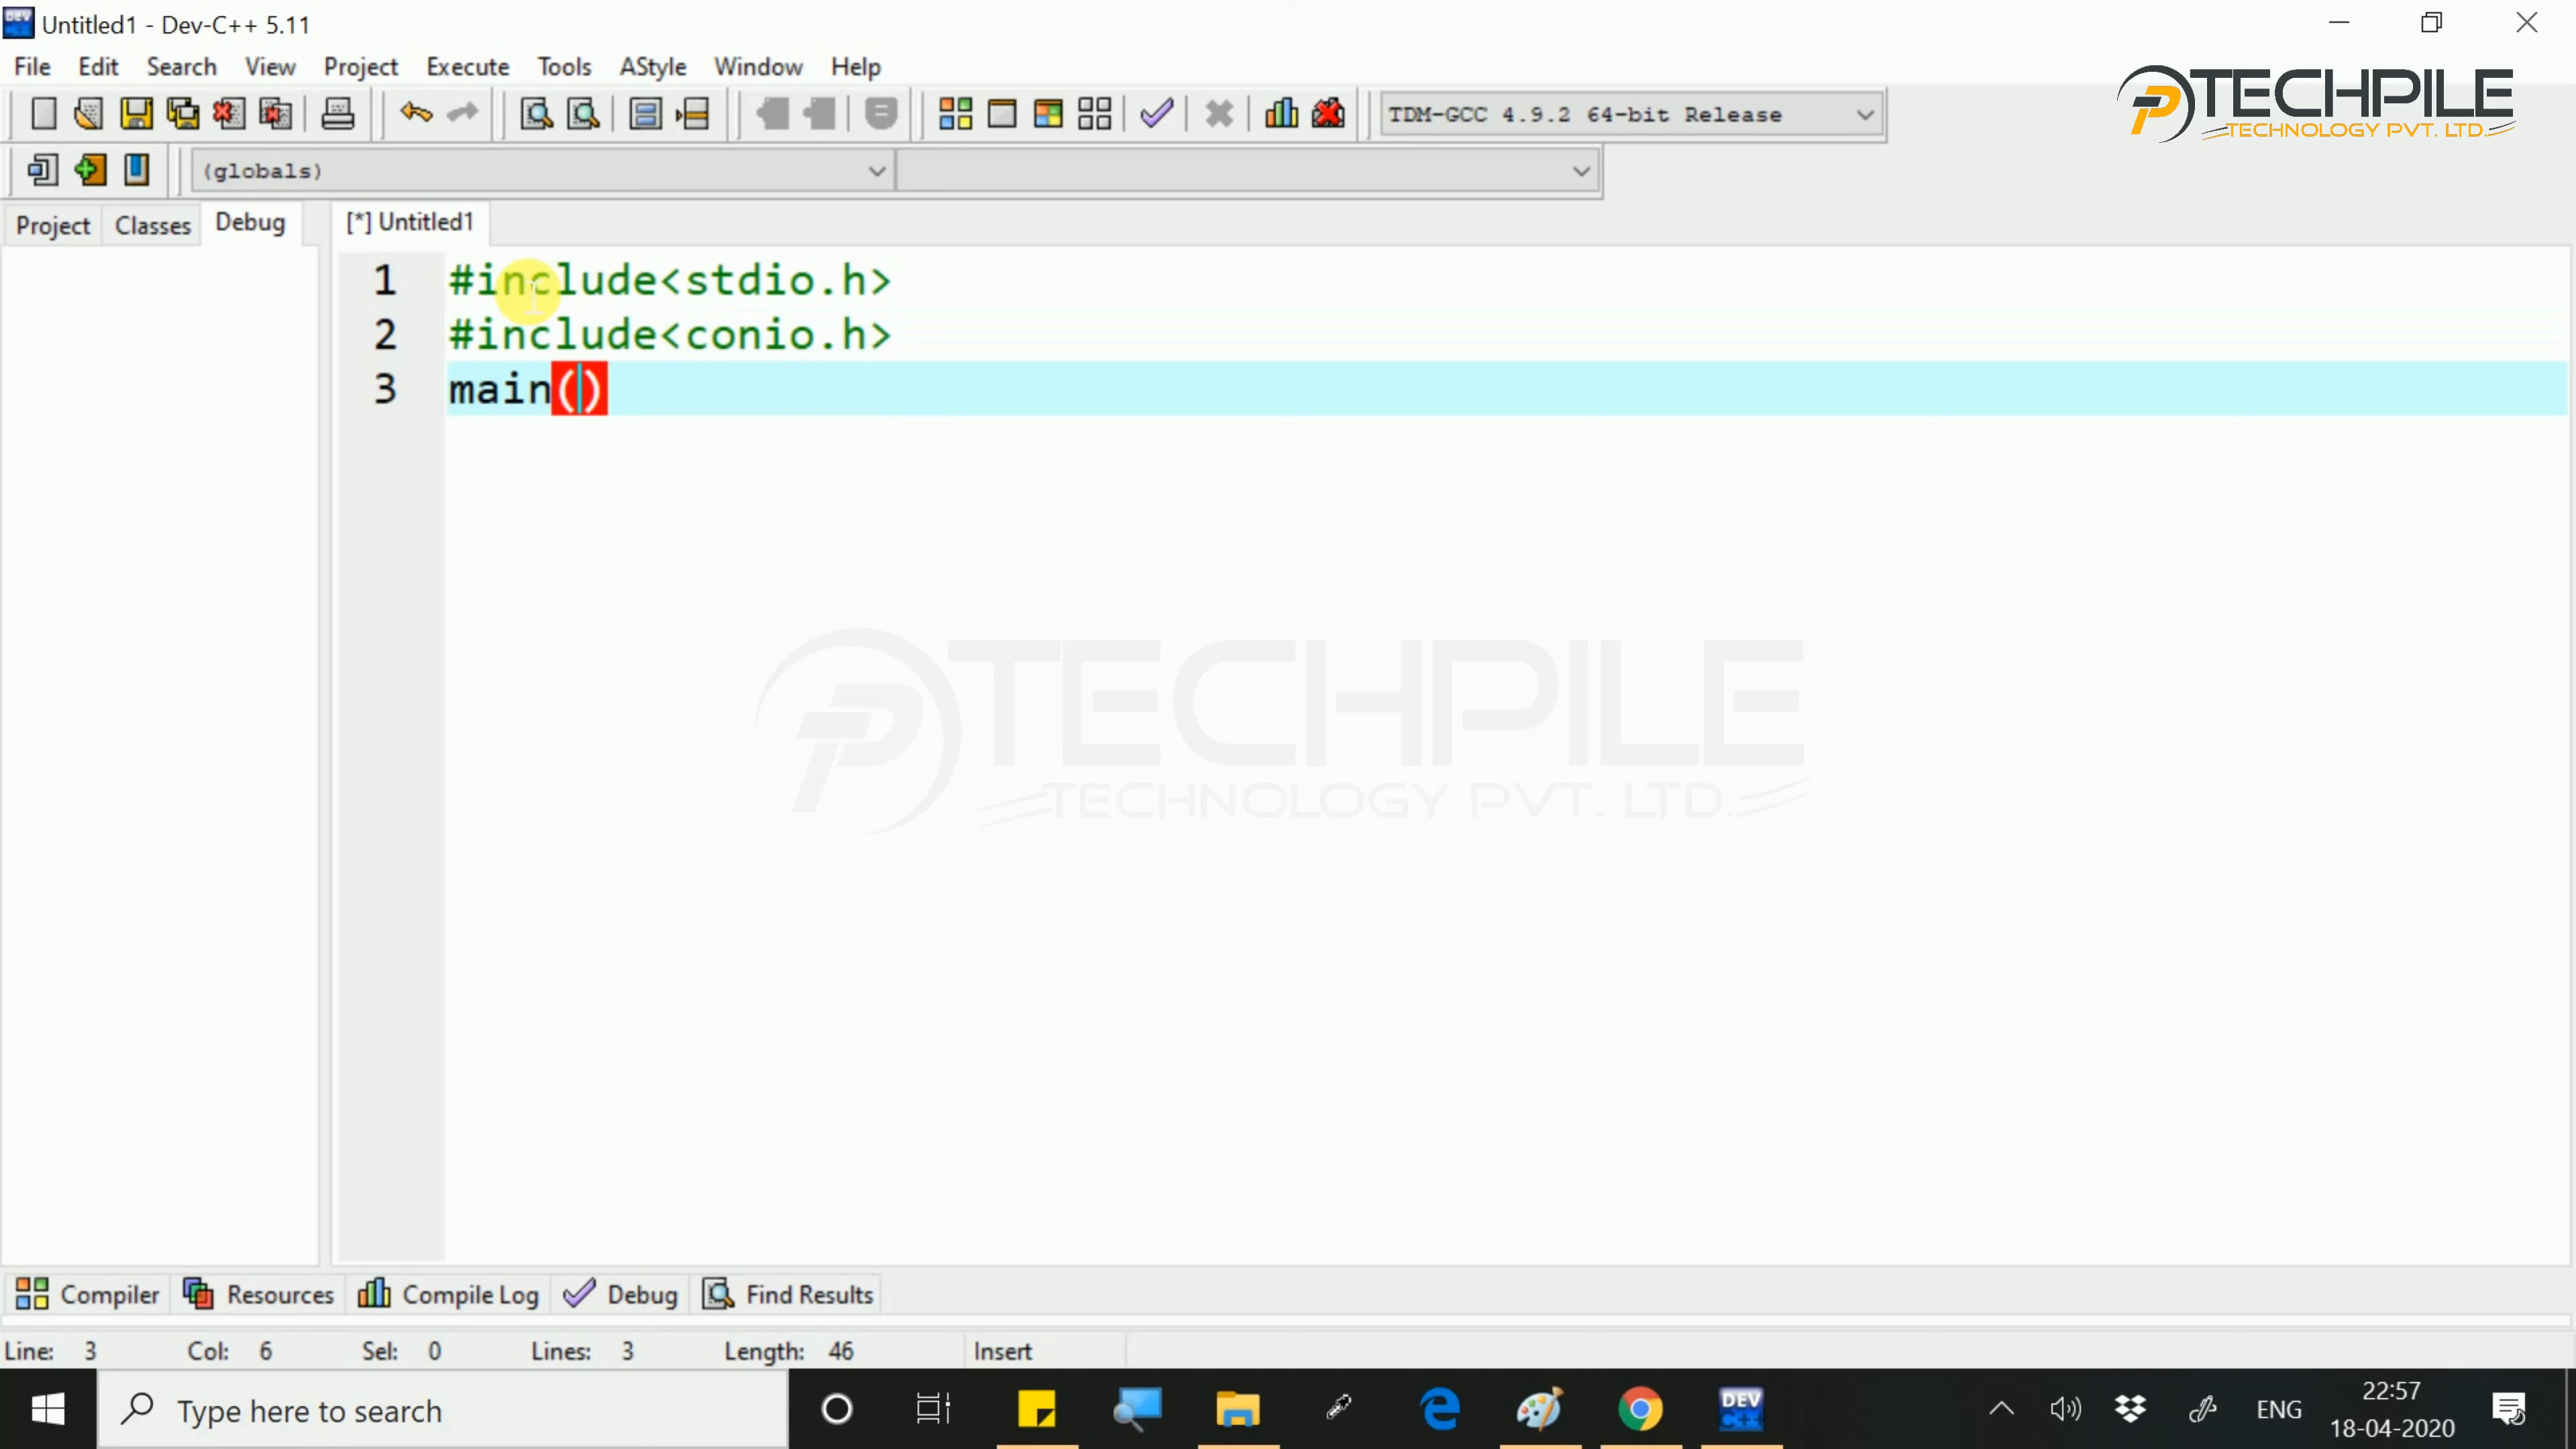 Untitled1 - Dev-C++ 5.11
File Edit Search View Project Execute Tools AStyle Window Help
TECHPILE
TECHNOLOGY PVT. LTD.
TDM-GCC 4.9.2 64-bit Release
(globals)
Project Classes Debug [*] Untitled1
1 #include<stdio.h>
2 #include<conio.h>
3 main()
TECHPILE
TECHNOLOGY PVT. LTD.
Compiler Resources Compile Log Debug Find Results
Line: 3 Col: 6 Sel: 0 Lines: 3 Length: 46 Insert
Type here to search
DEV
C++
ENG
22:57
18-04-2020